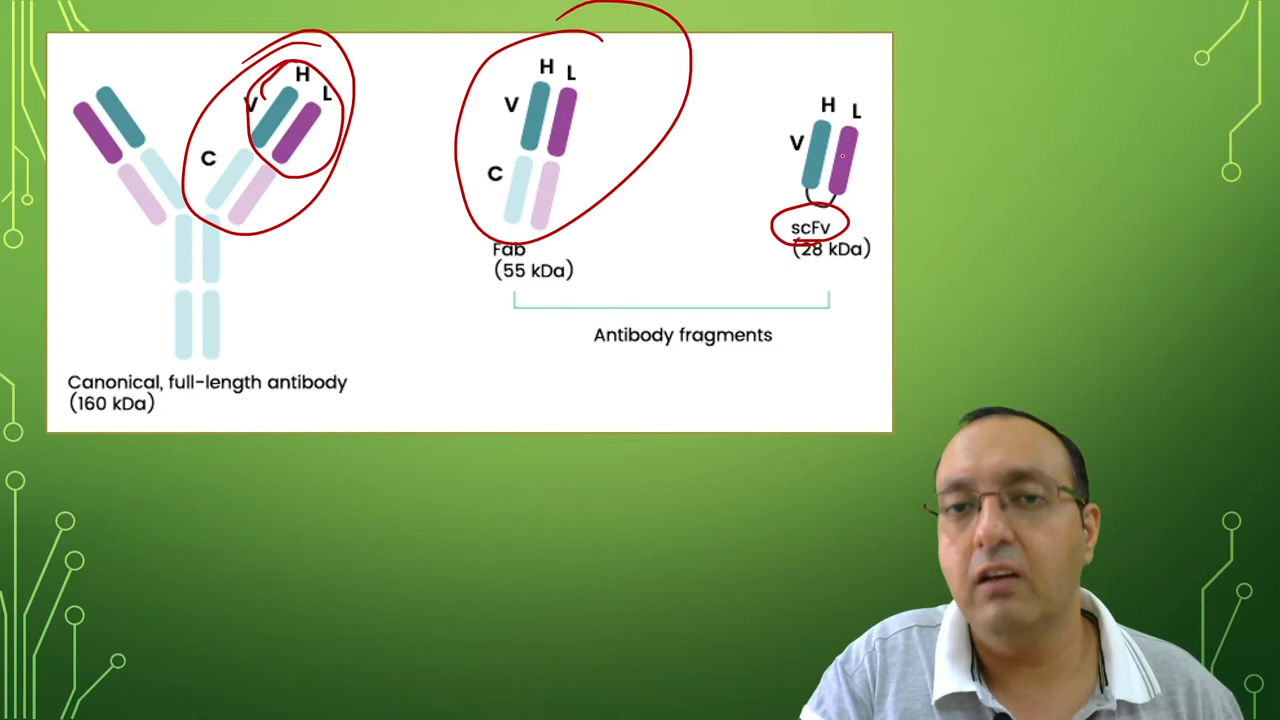 H
L
V
C
Canonical, full-length antibody
(160 kDa)
H L
V
C
Fab
(55 kDa)
H L
V
scFv
(28 kDa)
Antibody fragments